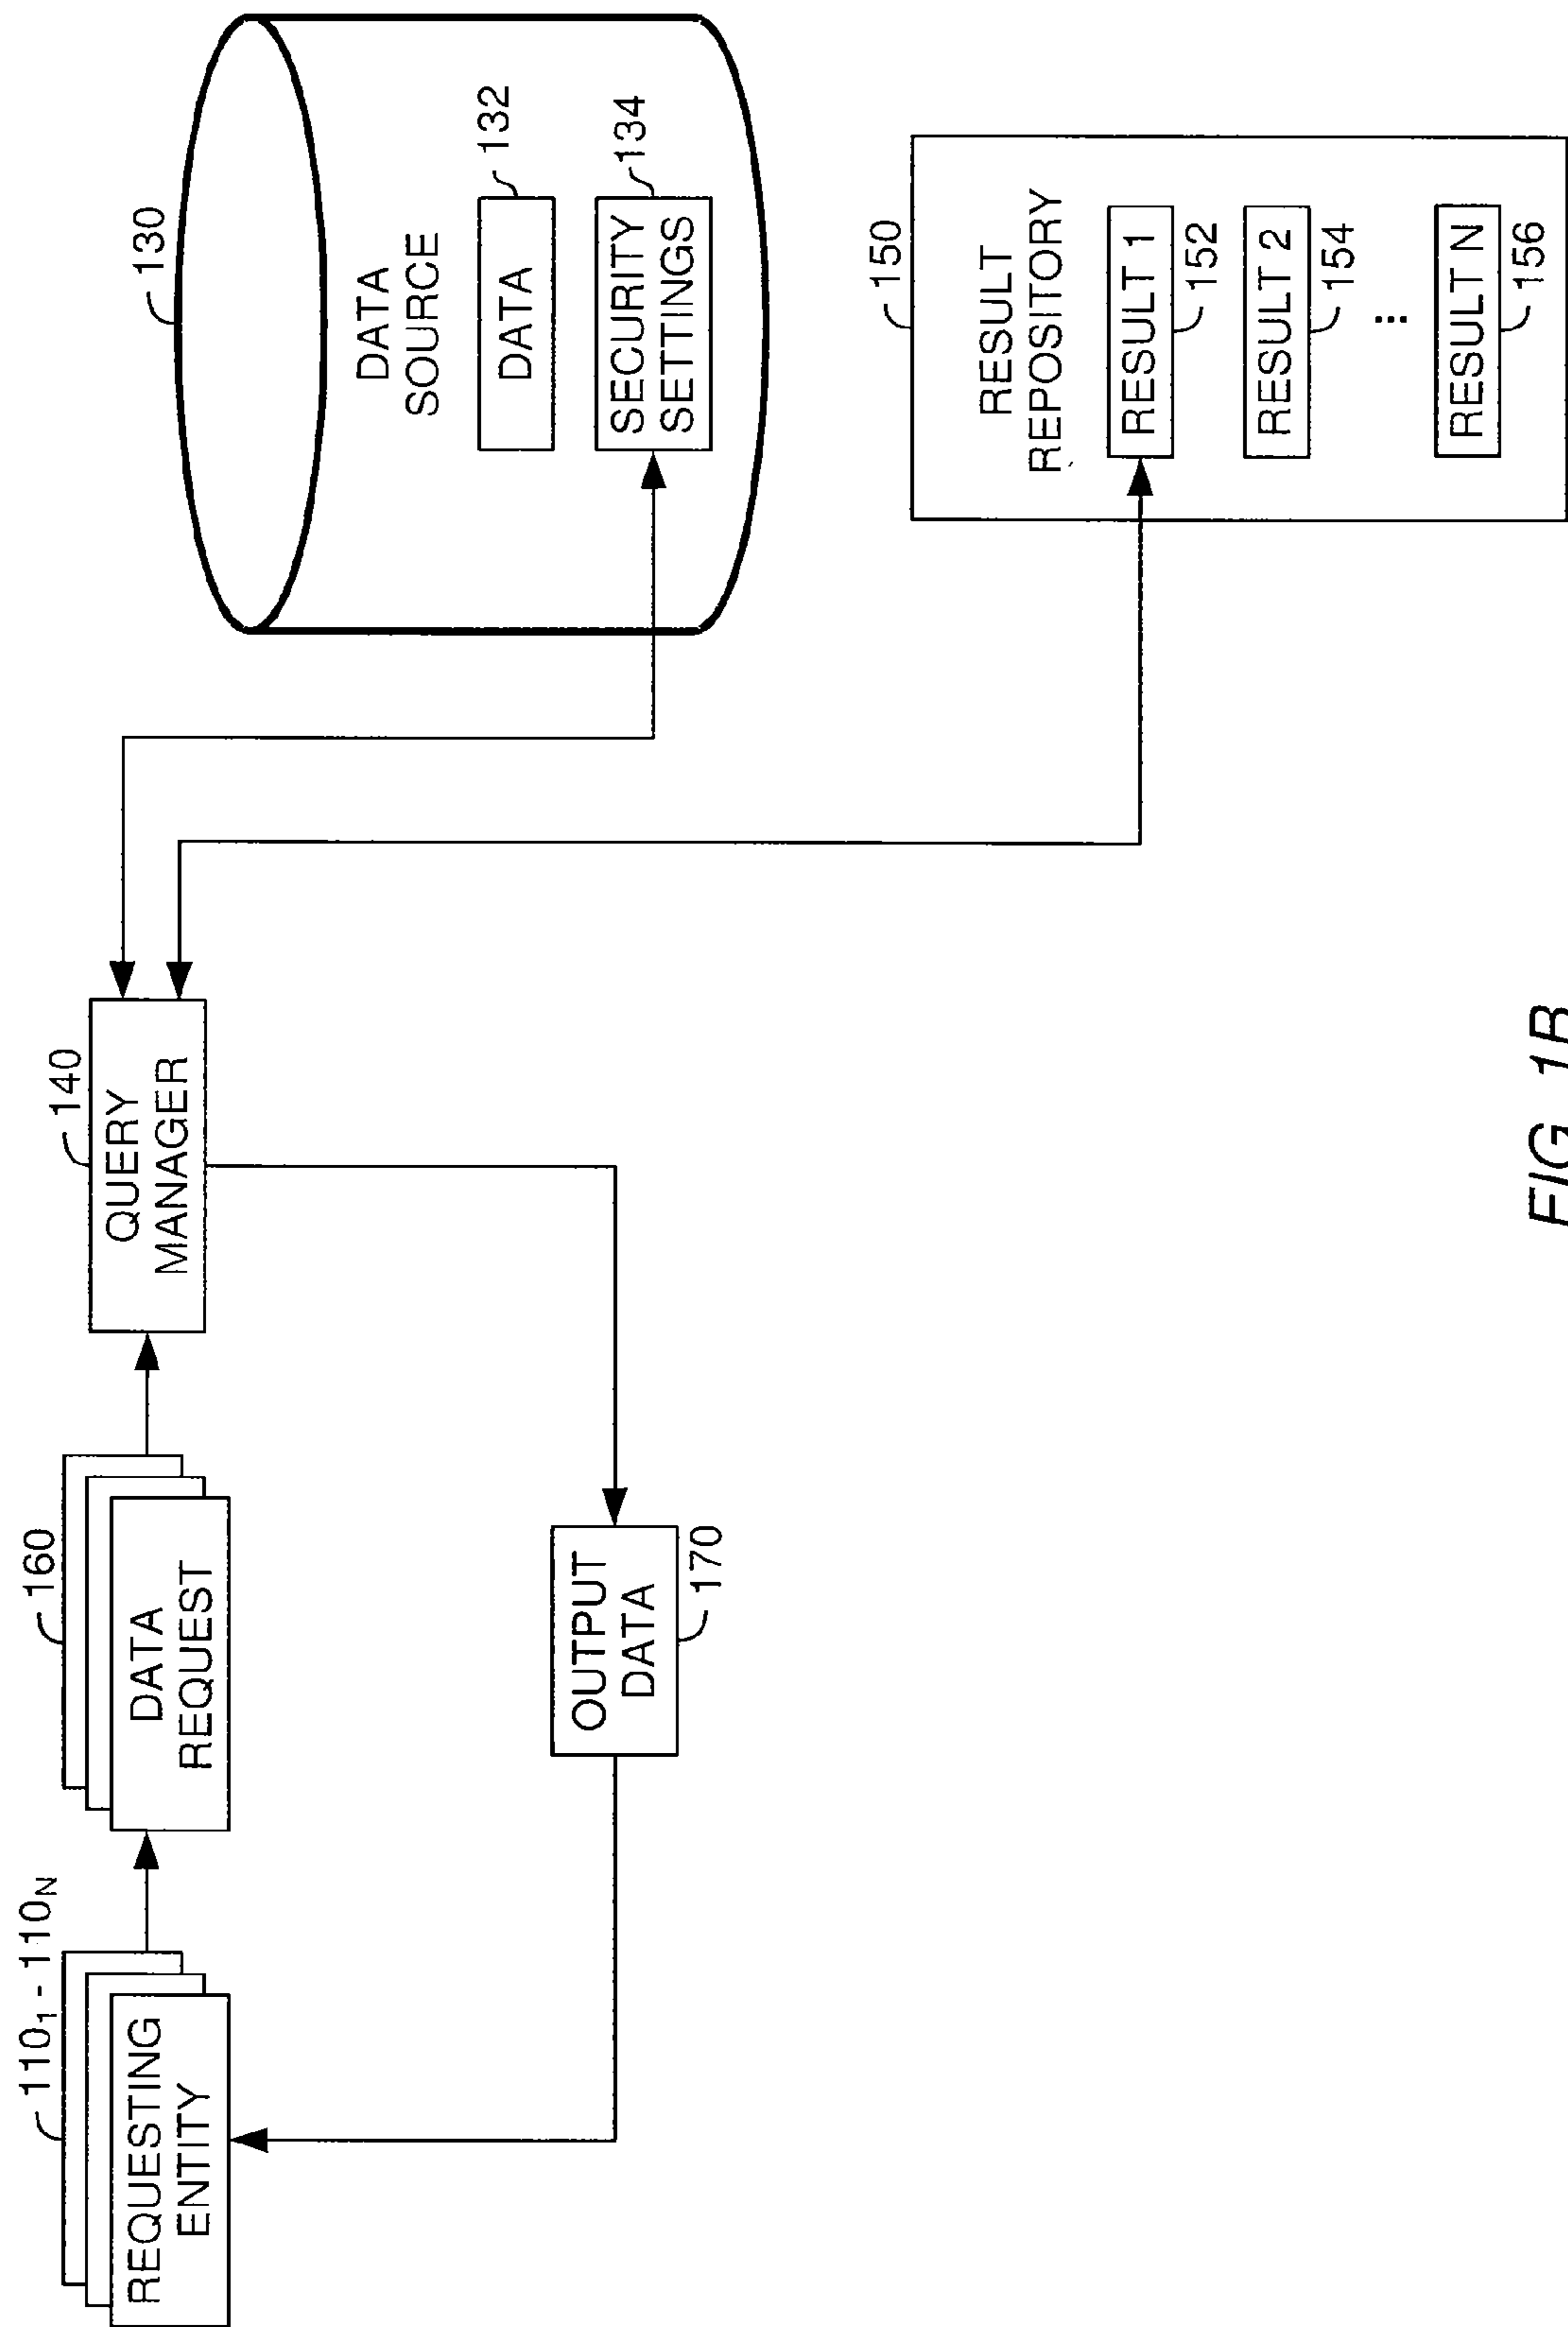 110₁ - 110ɴ
REQUESTING
ENTITY
160
DATA
REQUEST
140
QUERY
MANAGER
OUTPUT
DATA
170
130
DATA
SOURCE
DATA
132
SECURITY
SETTINGS
134
150
RESULT
REPOSITORY
RESULT 1
152
RESULT 2
154
...
RESULT N
156
FIG. 1B